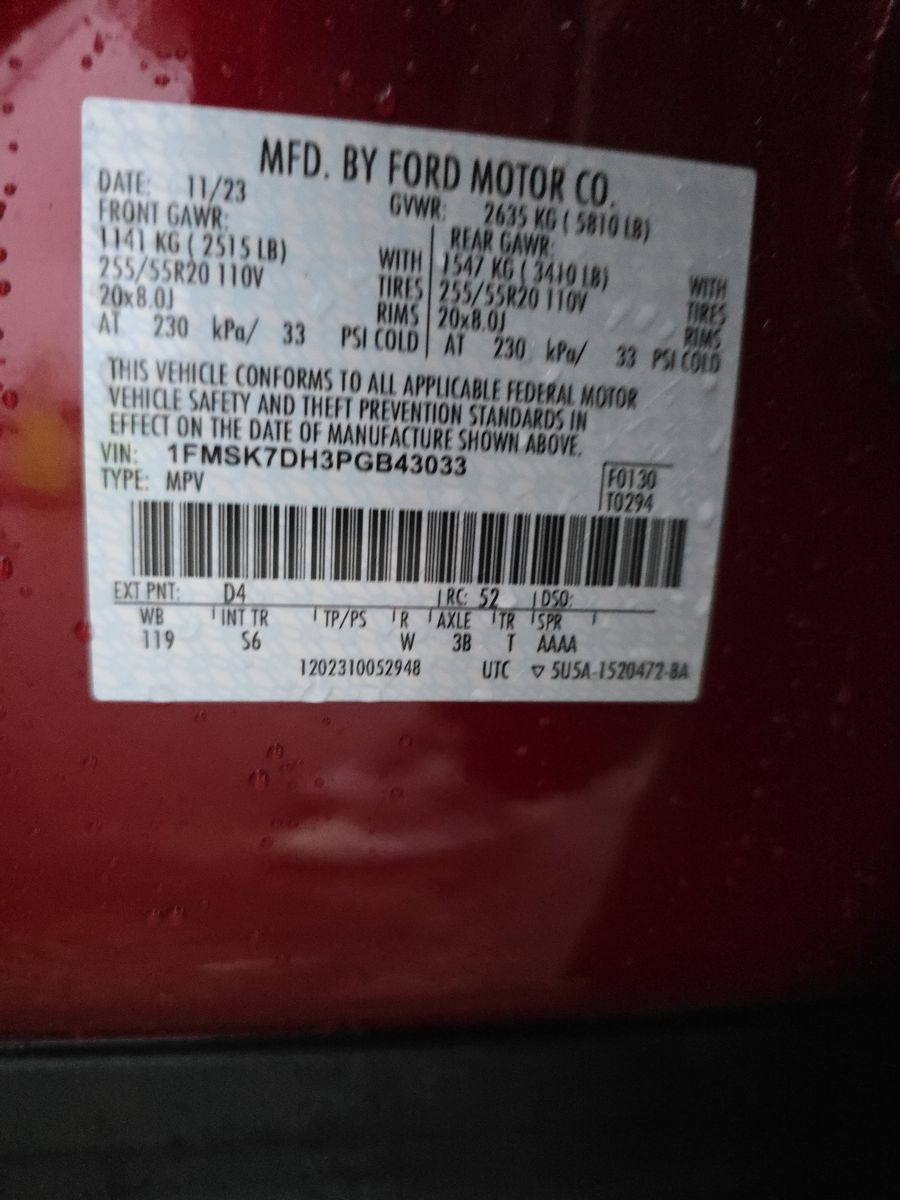 MFD. BY FORD MOTOR CO.
DATE: 11/23 GVWR: 2635 KG ( 5810 LB)
FRONT GAWR: REAR GAWR:
1141 KG ( 2515 LB) WITH 1547 KG ( 3410 LB) WITH
255/55R20 110V TIRES 255/55R20 110V TIRES
20x8.0J RIMS 20x8.0J RIMS
AT 230 kPa/ 33 PSI COLD AT 230 kPa/ 33 PSI COLD
THIS VEHICLE CONFORMS TO ALL APPLICABLE FEDERAL MOTOR
VEHICLE SAFETY AND THEFT PREVENTION STANDARDS IN
EFFECT ON THE DATE OF MANUFACTURE SHOWN ABOVE.
VIN: 1FMSK7DH3PGB43033
TYPE: MPV F0130
T0294
EXT PNT: D4 RC: 52 DSO:
WB INT TR TP/PS R AXLE TR SPR
119 S6 W 3B T AAAA
1202310052948 UTC ▽ 5U5A-1520472-BA